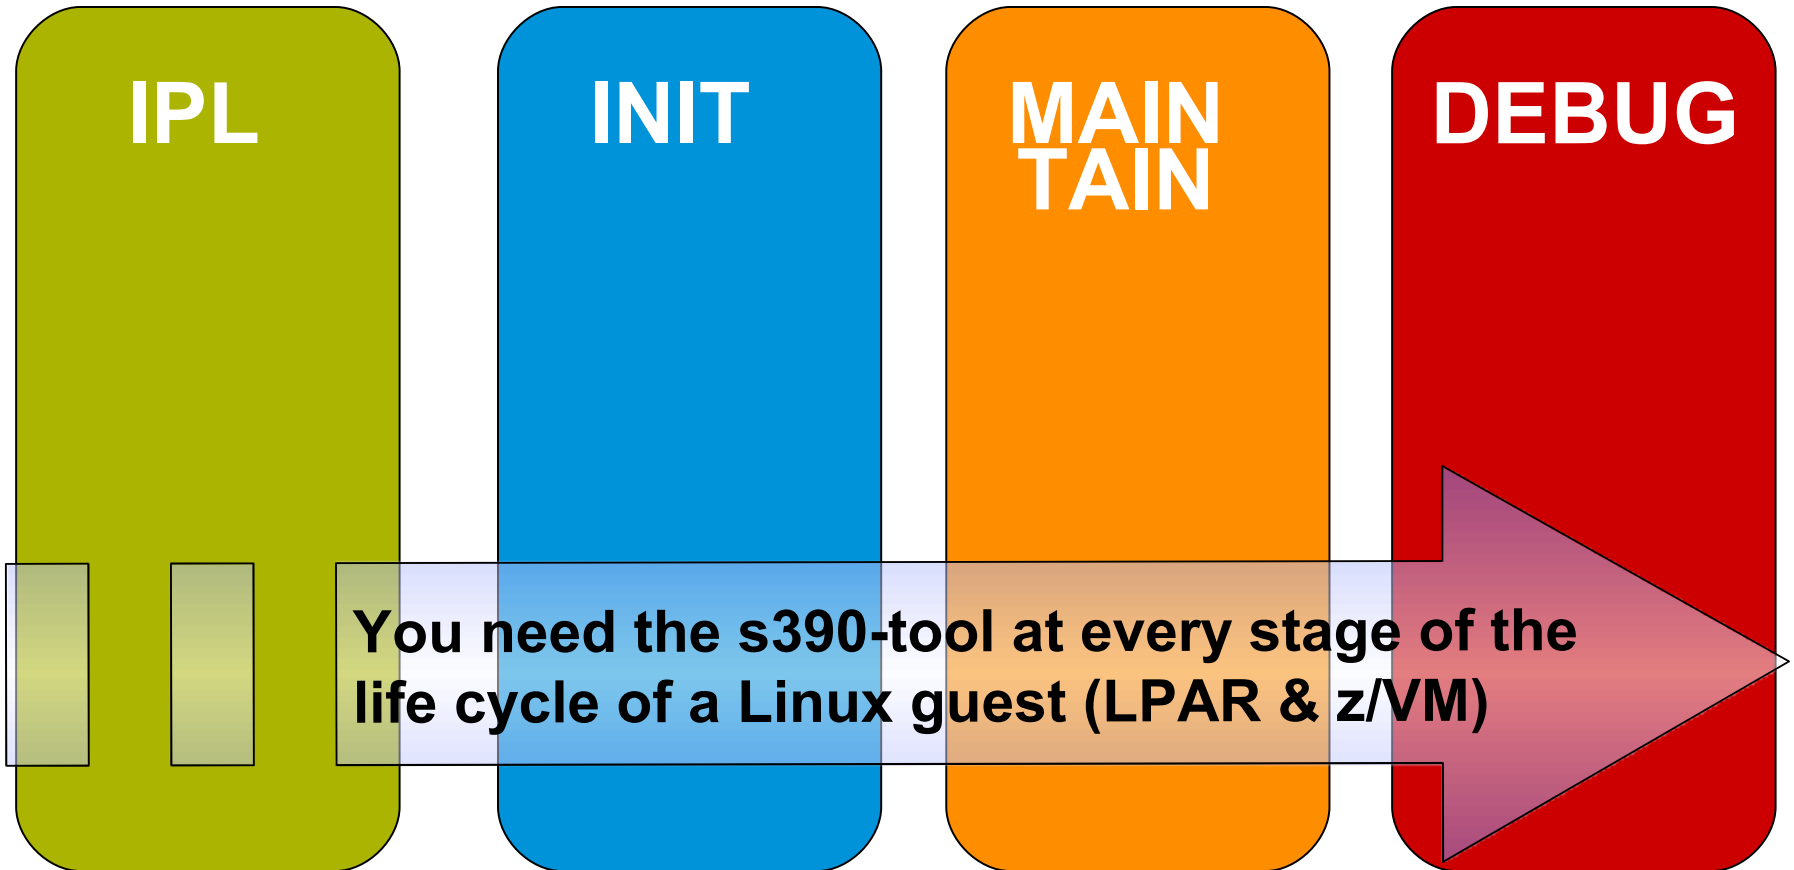 IPL
INIT
MAIN
TAIN
DEBUG
You need the s390-tool at every stage of the
life cycle of a Linux guest (LPAR & z/VM)